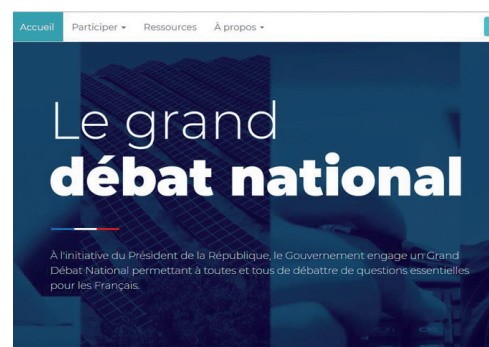 Accueil Participer Ressources À propos
Le grand
débat national
À l'initiative du Président de la République, le Gouvernement engage un Grand
Débat National permettant à toutes et tous de débattre de questions essentielles
pour les Français.